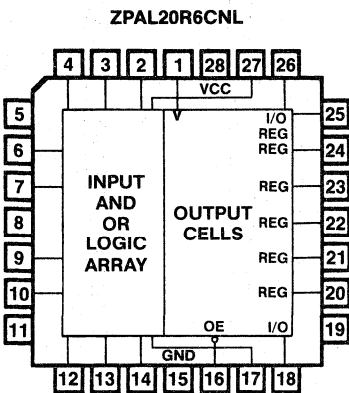 ZPAL20R6CNL
4 3 2 1 28 27 26
VCC
5 I/O 25
REG
6 REG 24
7 INPUT AND OR LOGIC ARRAY REG 23
8 OUTPUT CELLS REG 22
9 REG 21
10 REG 20
11 OE I/O 19
GND
12 13 14 15 16 17 18